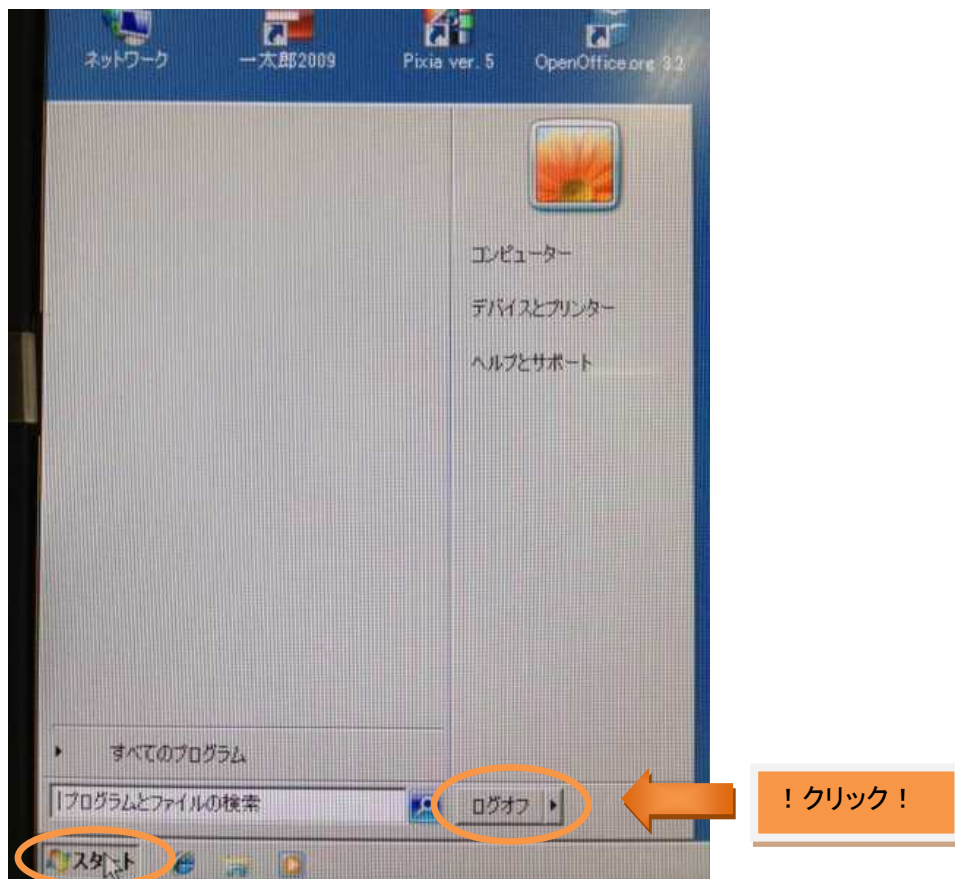 ネットワーク
一太郎2009
Pixia ver. 5
OpenOffice.org 3.2
コンピューター
デバイスとプリンター
ヘルプとサポート
すべてのプログラム
プログラムとファイルの検索
ログオフ
！クリック！
スタート